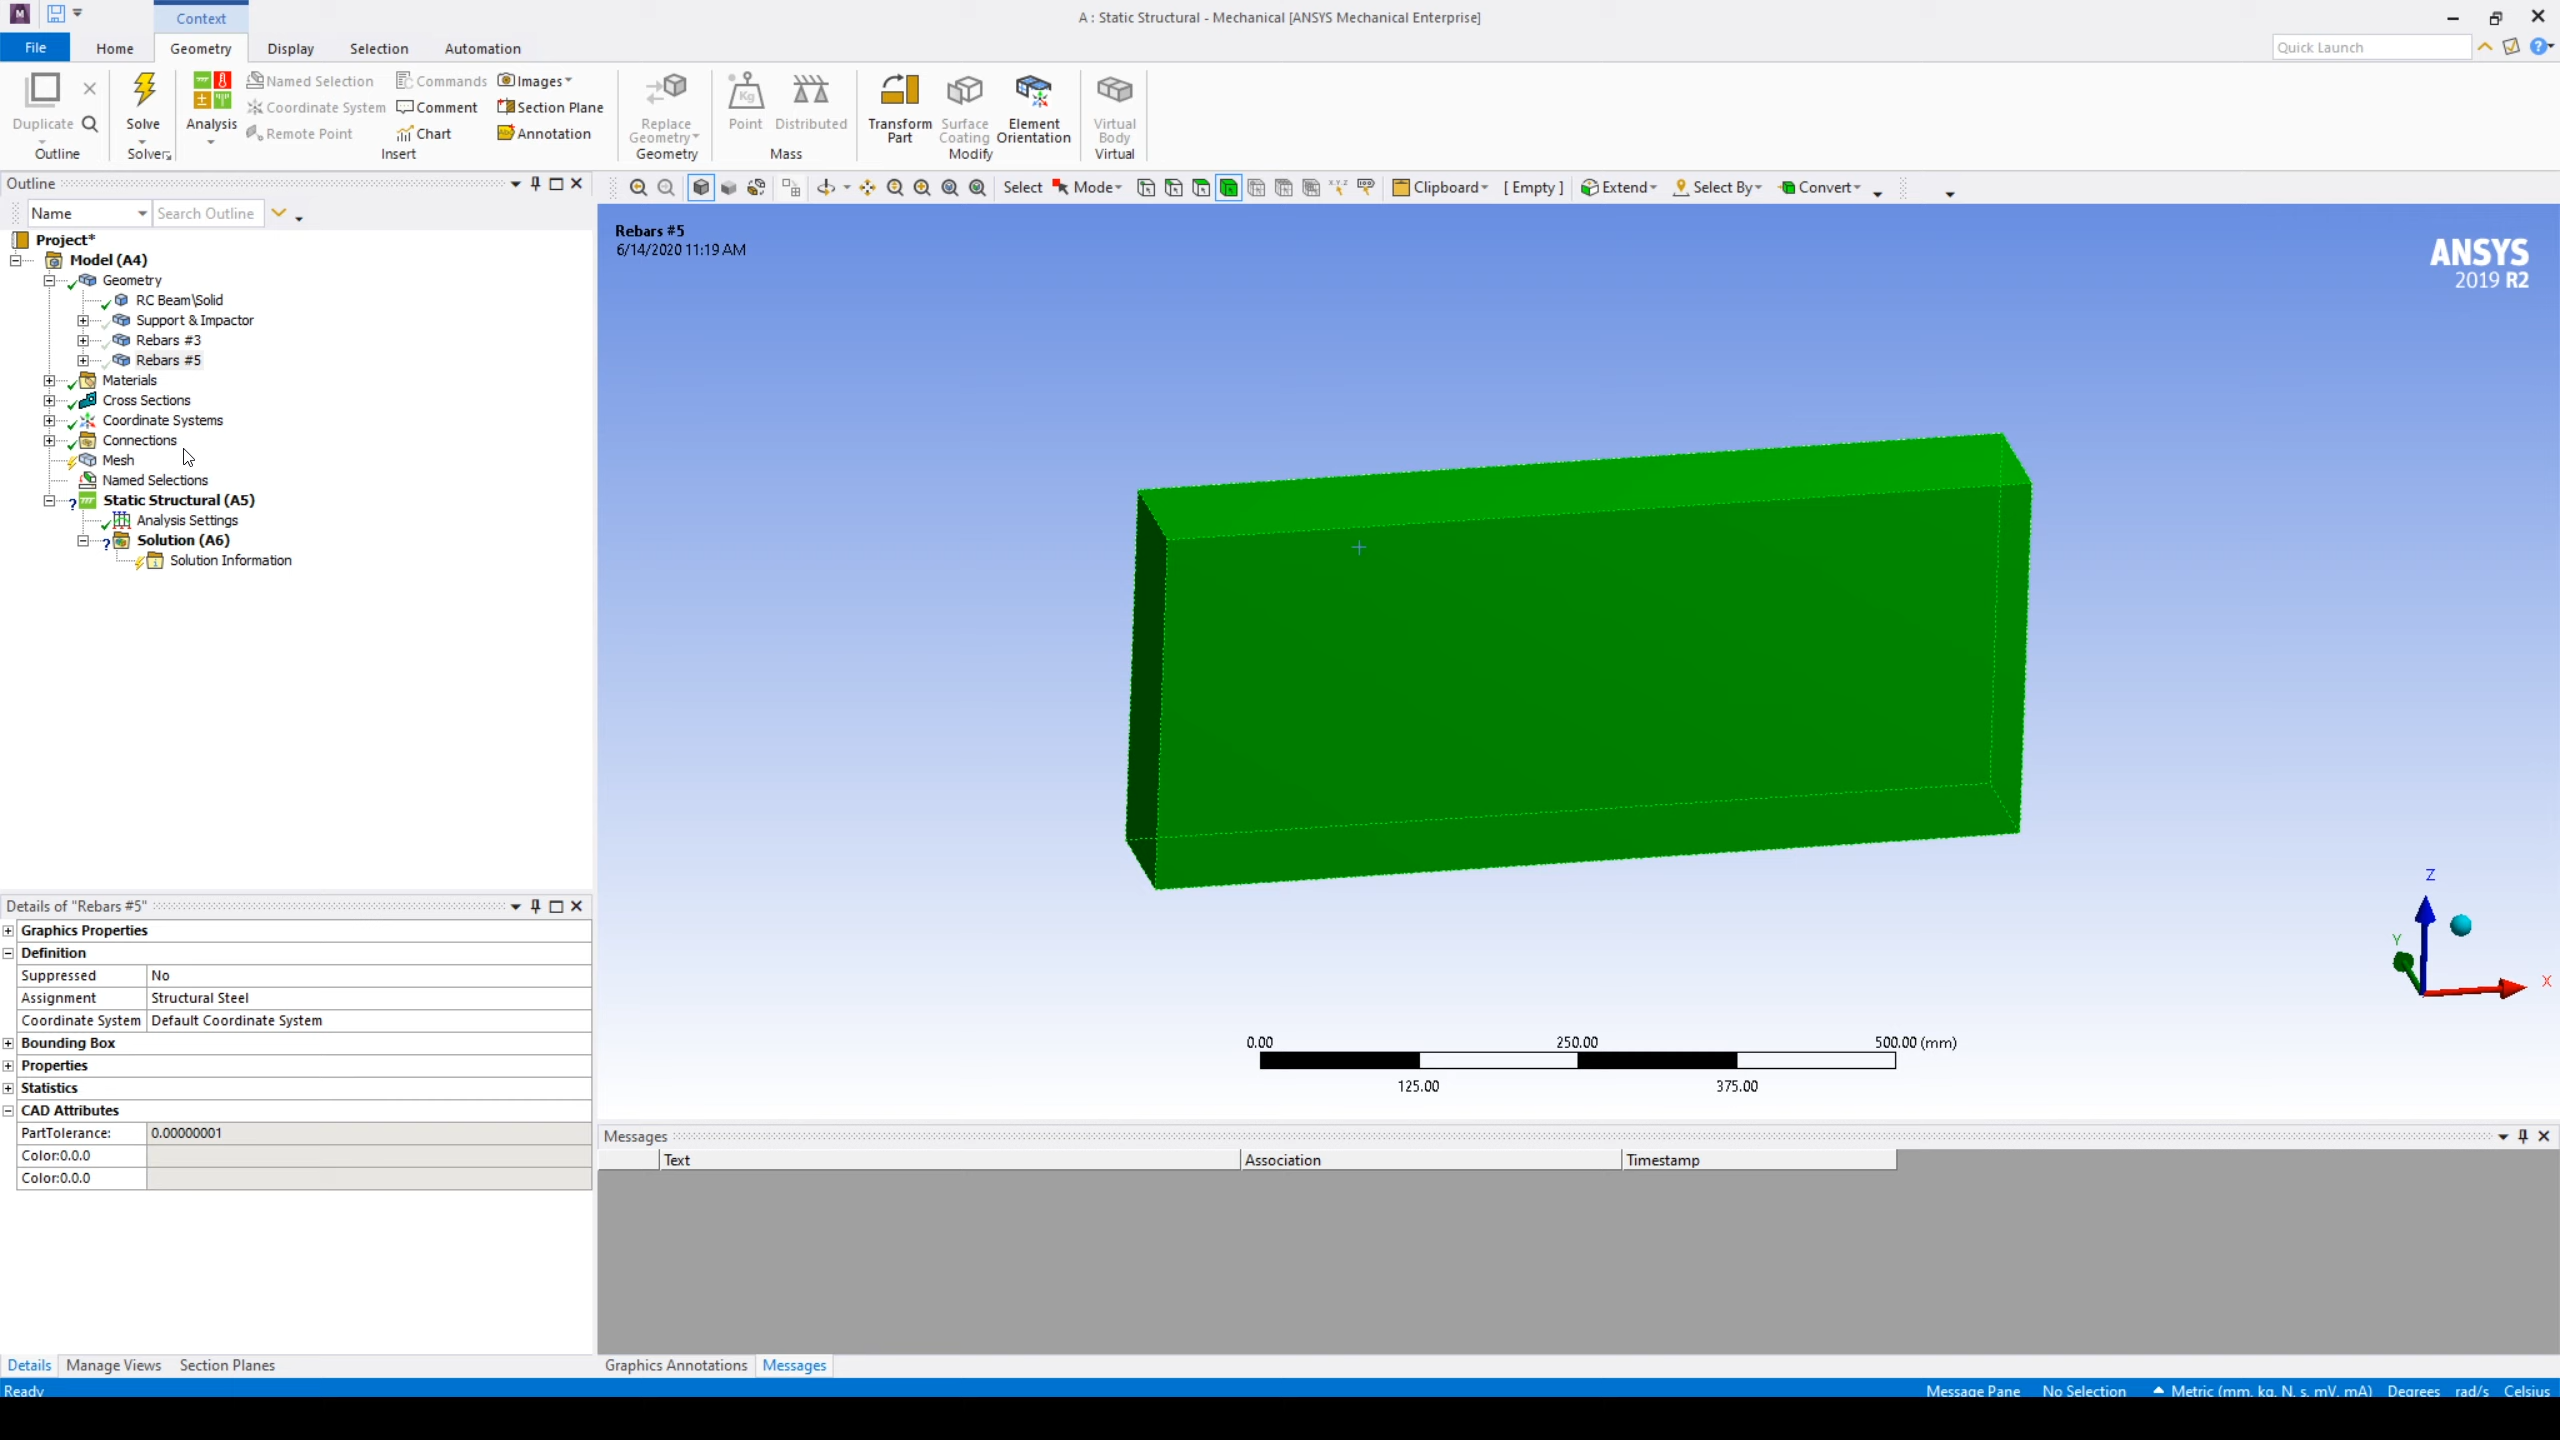 Context
A : Static Structural - Mechanical [ANSYS Mechanical Enterprise]
File
Home
Geometry
Display
Selection
Automation
Quick Launch
Duplicate
Outline
Solve
Solver
Analysis
Named Selection
Coordinate System
Remote Point
Commands
Comment
Chart
Images
Section Plane
Annotation
Insert
Replace
Geometry
Geometry
Kg
Point
Distributed
Mass
Transform
Part
Surface
Coating
Element
Orientation
Modify
Virtual
Body
Virtual
Outline
Name
Search Outline
Select
Mode
Clipboard
[ Empty ]
Extend
Select By
Convert
Project*
Model (A4)
Geometry
RC Beam\Solid
Support & Impactor
Rebars #3
Rebars #5
Materials
Cross Sections
Coordinate Systems
Connections
Mesh
Named Selections
Static Structural (A5)
Analysis Settings
Solution (A6)
Solution Information
Rebars #5
6/14/2020 11:19 AM
ANSYS
2019 R2
Z
Y
X
0.00
250.00
500.00 (mm)
125.00
375.00
Details of "Rebars #5"
Graphics Properties
Definition
Suppressed No
Assignment Structural Steel
Coordinate System Default Coordinate System
Bounding Box
Properties
Statistics
CAD Attributes
PartTolerance: 0.00000001
Color:0.0.0
Color:0.0.0
Messages
Text Association Timestamp
Details
Manage Views
Section Planes
Graphics Annotations
Messages
Ready
Message Pane
No Selection
Metric (mm, kg, N, s, mV, mA)
Degrees
rad/s
Celsius